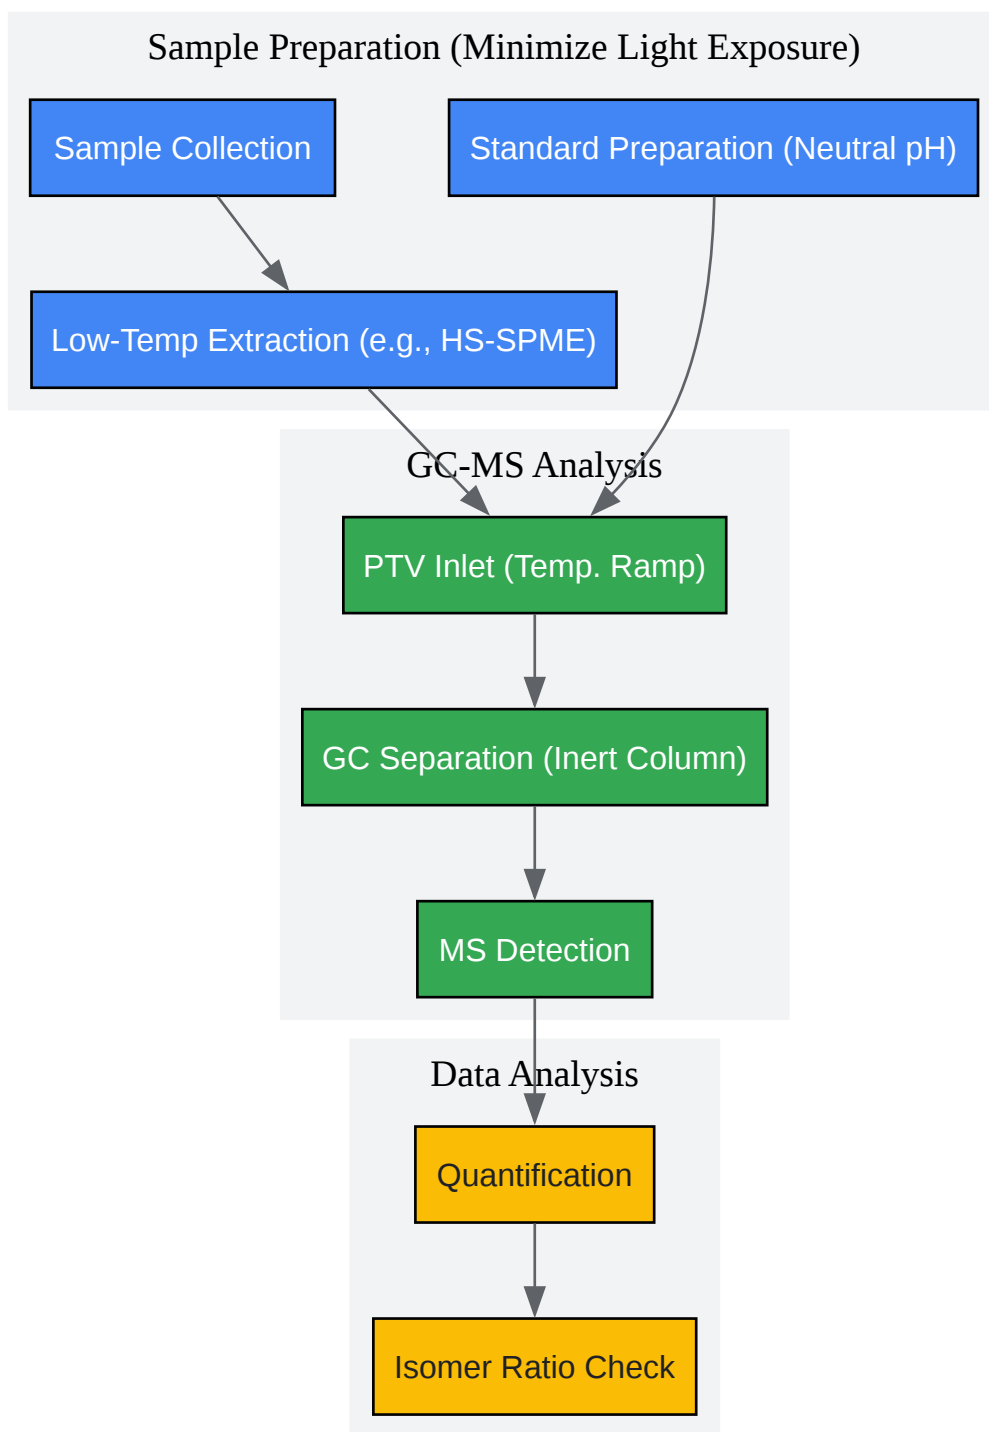 Sample Preparation (Minimize Light Exposure)
Sample Collection
Standard Preparation (Neutral pH)
Low-Temp Extraction (e.g., HS-SPME)
GC-MS Analysis
PTV Inlet (Temp. Ramp)
GC Separation (Inert Column)
MS Detection
Data Analysis
Quantification
Isomer Ratio Check